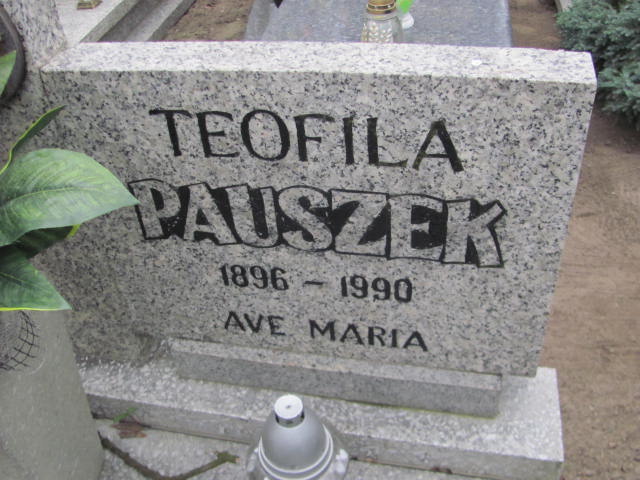 TEOFILA
PAUSZEK
1896 - 1990
AVE MARIA